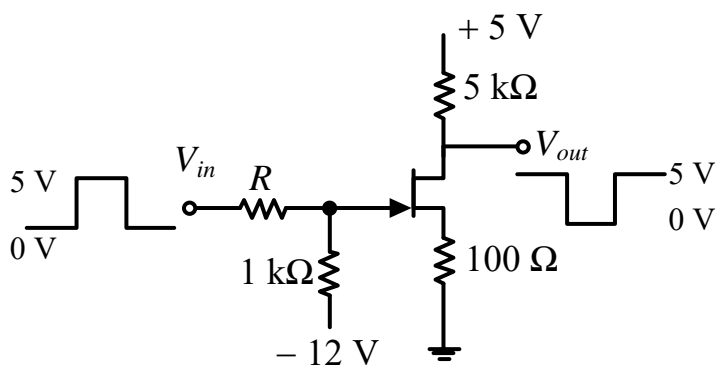 + 5 V
5 kΩ
V_in
R
V_out
5 V
0 V
5 V
0 V
1 kΩ
100 Ω
− 12 V